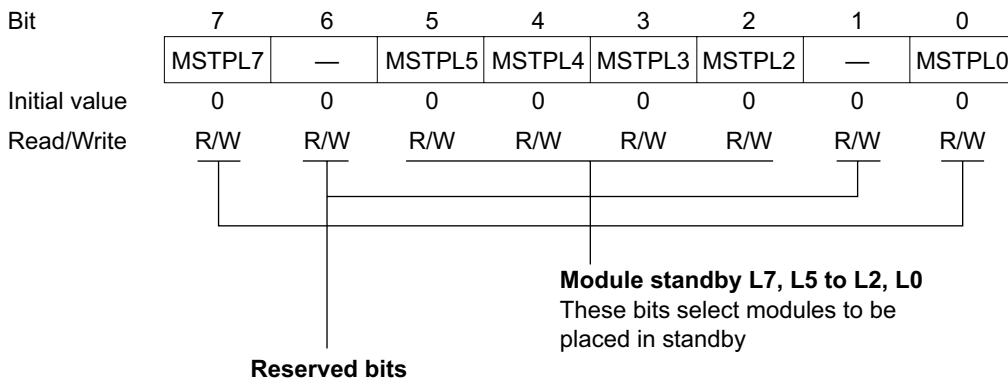 Bit 7 6 5 4 3 2 1 0
MSTPL7 — MSTPL5 MSTPL4 MSTPL3 MSTPL2 — MSTPL0
Initial value 0 0 0 0 0 0 0 0
Read/Write R/W R/W R/W R/W R/W R/W R/W R/W
Module standby L7, L5 to L2, L0
These bits select modules to be
placed in standby
Reserved bits